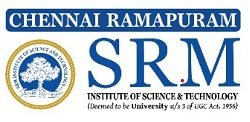 CHENNAI RAMAPURAM
SRM
INSTITUTE OF SCIENCE & TECHNOLOGY
(Deemed to be University u/s 3 of UGC Act, 1956)